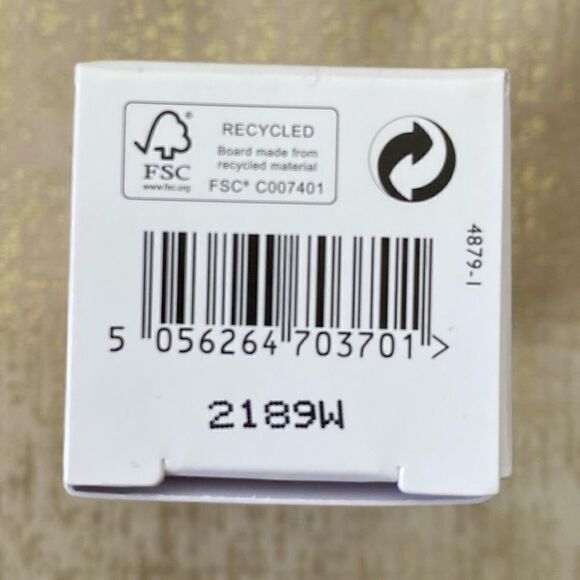 RECYCLED
Board made from
recycled material
FSC® C007401
®
FSC
www.fsc.org
4879-I
5 056264 703701 >
2189W